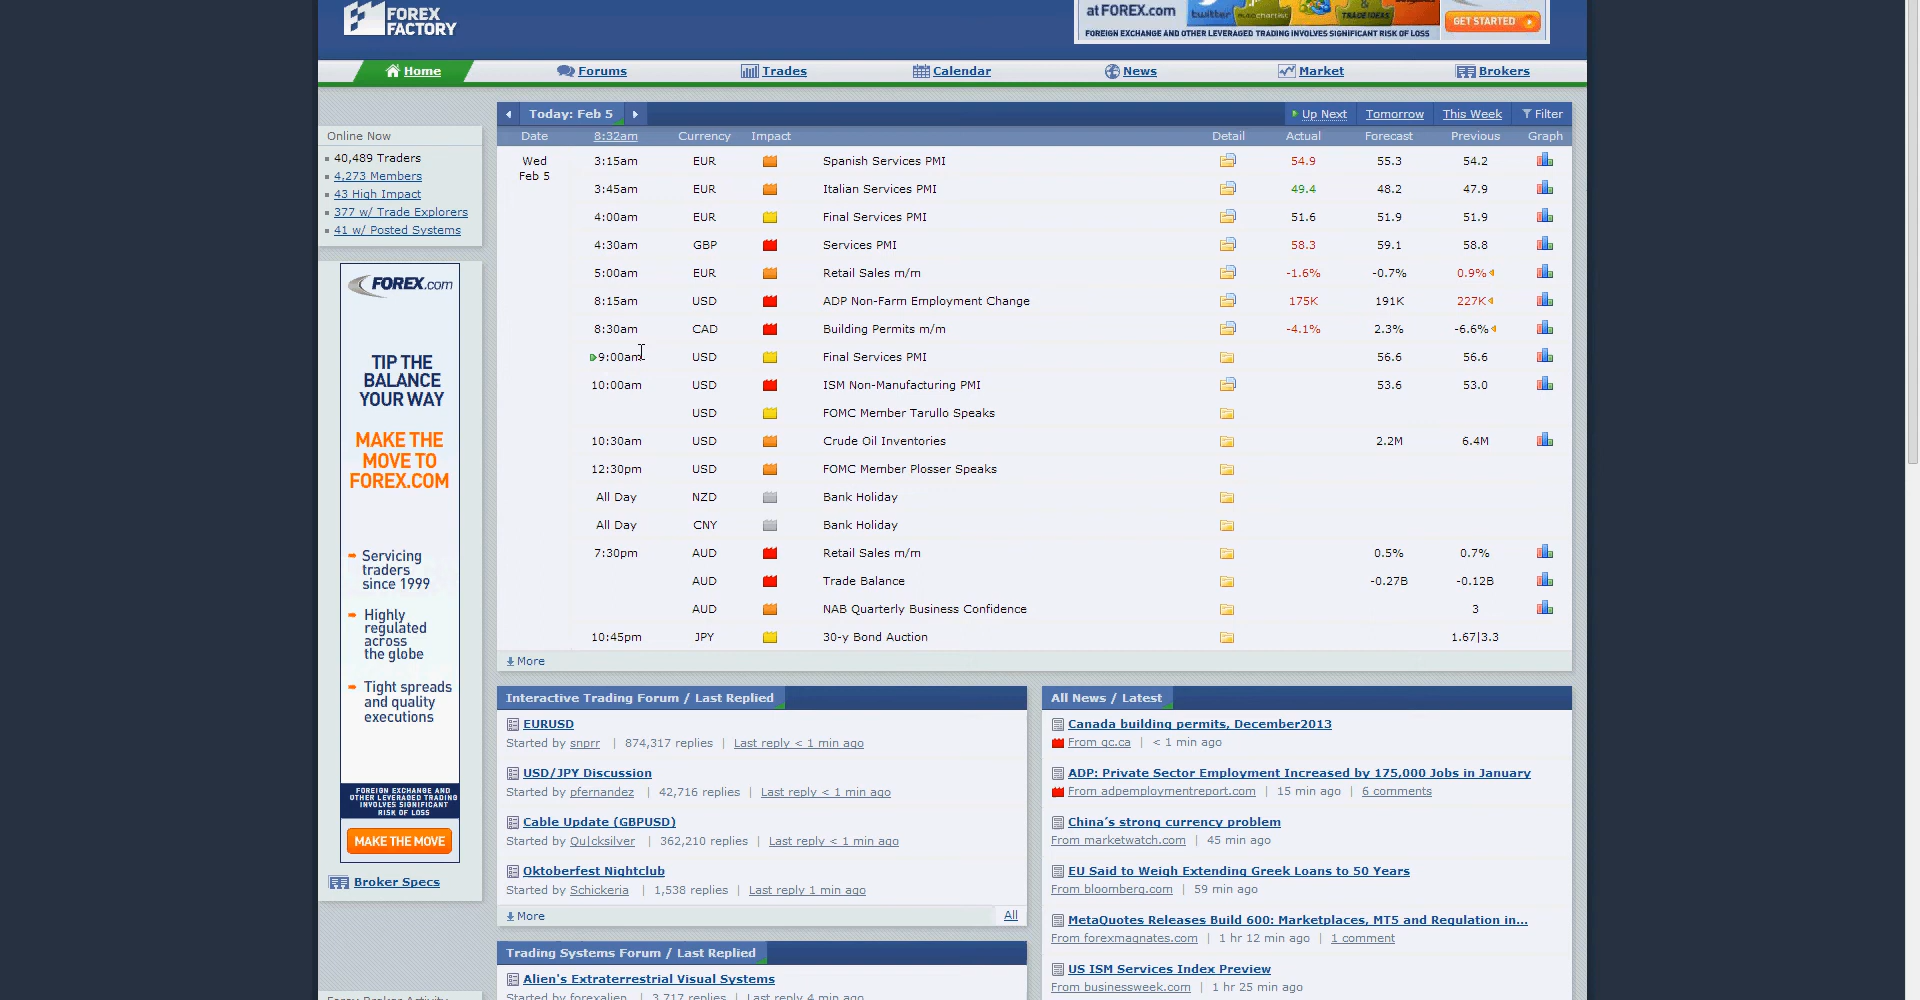 FOREX
FACTORY
at FOREX.com
twitter
autochartist
TRADE IDEAS
GET STARTED
FOREIGN EXCHANGE AND OTHER LEVERAGED TRADING INVOLVES SIGNIFICANT RISK OF LOSS
Home Forums Trades Calendar News Market Brokers
Online Now
40,489 Traders
4,273 Members
43 High Impact
377 w/ Trade Explorers
41 w/ Posted Systems
FOREX.com
TIP THE
BALANCE
YOUR WAY
MAKE THE
MOVE TO
FOREX.COM
Servicing
traders
since 1999
Highly
regulated
across
the globe
Tight spreads
and quality
executions
FOREIGN EXCHANGE AND
OTHER LEVERAGED TRADING
INVOLVES SIGNIFICANT
RISK OF LOSS
MAKE THE MOVE
Broker Specs
Today: Feb 5 Up Next Tomorrow This Week Filter
Date 8:32am Currency Impact Detail Actual Forecast Previous Graph
Wed 3:15am EUR Spanish Services PMI 54.9 55.3 54.2
Feb 5
3:45am EUR Italian Services PMI 49.4 48.2 47.9
4:00am EUR Final Services PMI 51.6 51.9 51.9
4:30am GBP Services PMI 58.3 59.1 58.8
5:00am EUR Retail Sales m/m -1.6% -0.7% 0.9%
8:15am USD ADP Non-Farm Employment Change 175K 191K 227K
8:30am CAD Building Permits m/m -4.1% 2.3% -6.6%
9:00am USD Final Services PMI 56.6 56.6
10:00am USD ISM Non-Manufacturing PMI 53.6 53.0
USD FOMC Member Tarullo Speaks
10:30am USD Crude Oil Inventories 2.2M 6.4M
12:30pm USD FOMC Member Plosser Speaks
All Day NZD Bank Holiday
All Day CNY Bank Holiday
7:30pm AUD Retail Sales m/m 0.5% 0.7%
AUD Trade Balance -0.27B -0.12B
AUD NAB Quarterly Business Confidence 3
10:45pm JPY 30-y Bond Auction 1.67|3.3
More
Interactive Trading Forum / Last Replied
EURUSD
Started by snprr | 874,317 replies | Last reply < 1 min ago
USD/JPY Discussion
Started by pfernandez | 42,716 replies | Last reply < 1 min ago
Cable Update (GBPUSD)
Started by Qu|cksilver | 362,210 replies | Last reply < 1 min ago
Oktoberfest Nightclub
Started by Schickeria | 1,538 replies | Last reply 1 min ago
More All
Trading Systems Forum / Last Replied
Alien's Extraterrestrial Visual Systems
Started by forexalien | 3,717 replies | Last reply 4 min ago
All News / Latest
Canada building permits, December2013
From gc.ca | < 1 min ago
ADP: Private Sector Employment Increased by 175,000 Jobs in January
From adpemploymentreport.com | 15 min ago | 6 comments
China's strong currency problem
From marketwatch.com | 45 min ago
EU Said to Weigh Extending Greek Loans to 50 Years
From bloomberg.com | 59 min ago
MetaQuotes Releases Build 600: Marketplaces, MT5 and Regulation in...
From forexmagnates.com | 1 hr 12 min ago | 1 comment
US ISM Services Index Preview
From businessweek.com | 1 hr 25 min ago
Forex Broker Activity